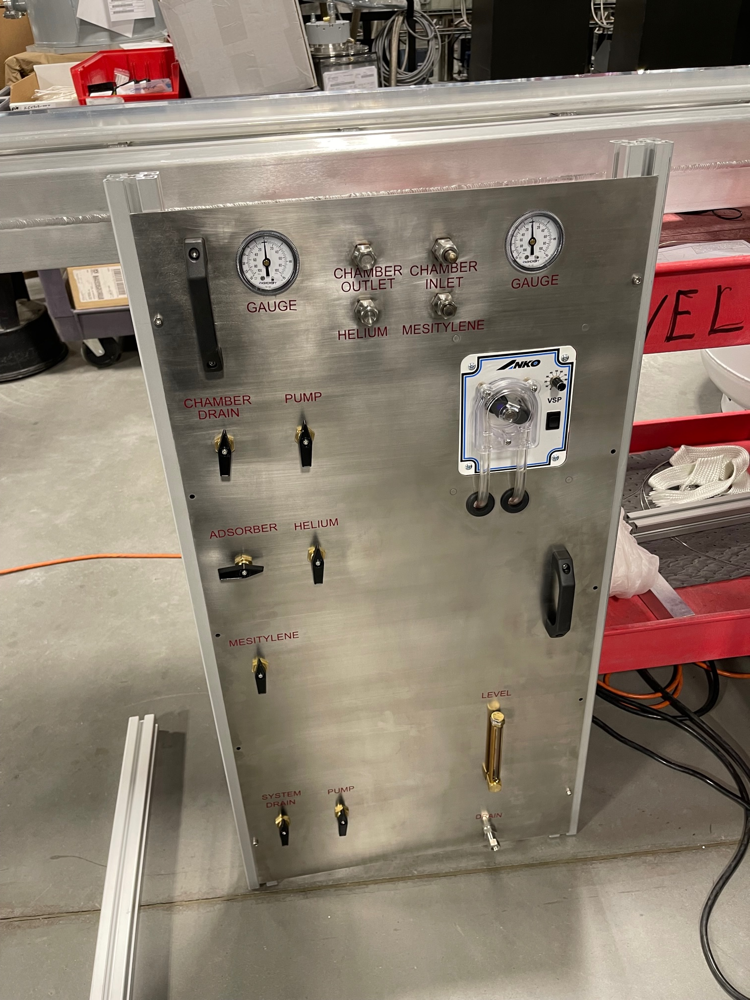 CHAMBER
OUTLET
CHAMBER
INLET
GAUGE
GAUGE
HELIUM
MESITYLENE
ASHCROFT
ASHCROFT
ANKO
VSP
CHAMBER
DRAIN
PUMP
ADSORBER
HELIUM
MESITYLENE
LEVEL
SYSTEM
DRAIN
PUMP
DRAIN
VEL